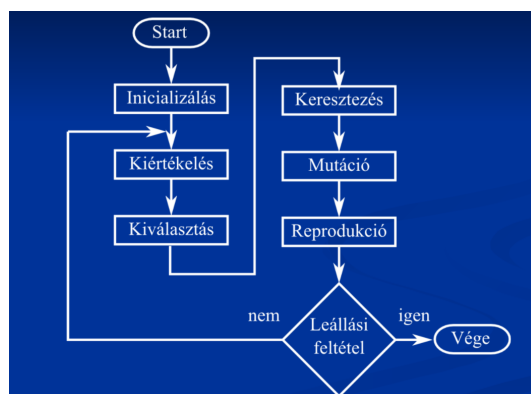 Start
Inicializálás
Kiértékelés
Kiválasztás
Keresztezés
Mutáció
Reprodukció
Leállási
feltétel
nem
igen
Vége